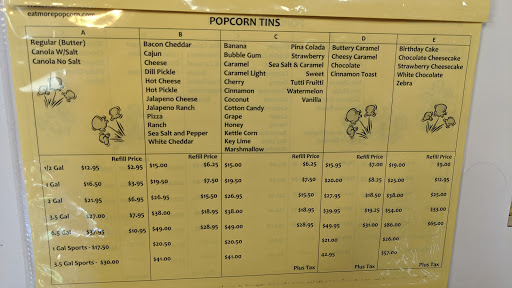 eatmorepopcorn.com
POPCORN TINS
A B C D E
Regular (Butter)
Canola W/Salt
Canola No Salt
Bacon Cheddar
Cajun
Cheese
Dill Pickle
Hot Cheese
Hot Pickle
Jalapeno Cheese
Jalapeno Ranch
Pizza
Ranch
Sea Salt and Pepper
White Cheddar
Banana Pina Colada
Bubble Gum Strawberry
Caramel Sea Salt & Caramel
Caramel Light Sweet
Cherry Tutti Fruitti
Cinnamon Watermelon
Coconut Vanilla
Cotton Candy
Grape
Honey
Kettle Corn
Key Lime
Marshmallow
Buttery Caramel
Cheesy Caramel
Chocolate
Cinnamon Toast
Birthday Cake
Chocolate Cheesecake
Strawberry Cheesecake
White Chocolate
Zebra
Refill Price Refill Price Refill Price Refill Price Refill Price
1/2 Gal $12.95 $2.95 $15.00 $6.25 $15.00 $6.25 $15.95 $7.00 $19.00
1 Gal $16.50 $3.95 $19.50 $7.50 $19.50 $7.50 $20.00 $8.25 $25.00 $12.95
2 Gal $21.95 $6.95 $26.95 $15.50 $26.95 $15.50 $27.95 $18.50 $38.00 $25.00
3.5 Gal $27.00 $7.95 $38.00 $18.95 $38.00 $18.95 $39.95 $19.25 $54.00 $33.00
6.5 Gal $10.95 $49.00 $28.95 $49.00 $28.95 $49.95 $31.00 $86.00 $65.00
1 Gal Sports - $17.50 $20.50 $20.50 $21.00 $26.00
3.5 Gal Sports - $30.00 $41.00 $41.00 42.95 $57.00
Plus Tax Plus Tax